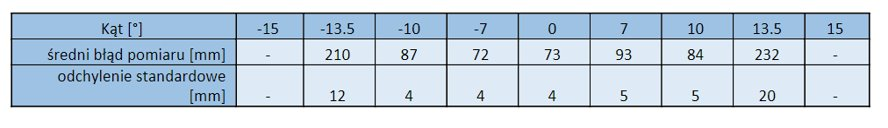 Kąt [°] -15 -13.5 -10 -7 0 7 10 13.5 15
średni błąd pomiaru [mm] - 210 87 72 73 93 84 232 -
odchylenie standardowe
[mm] - 12 4 4 4 5 5 20 -